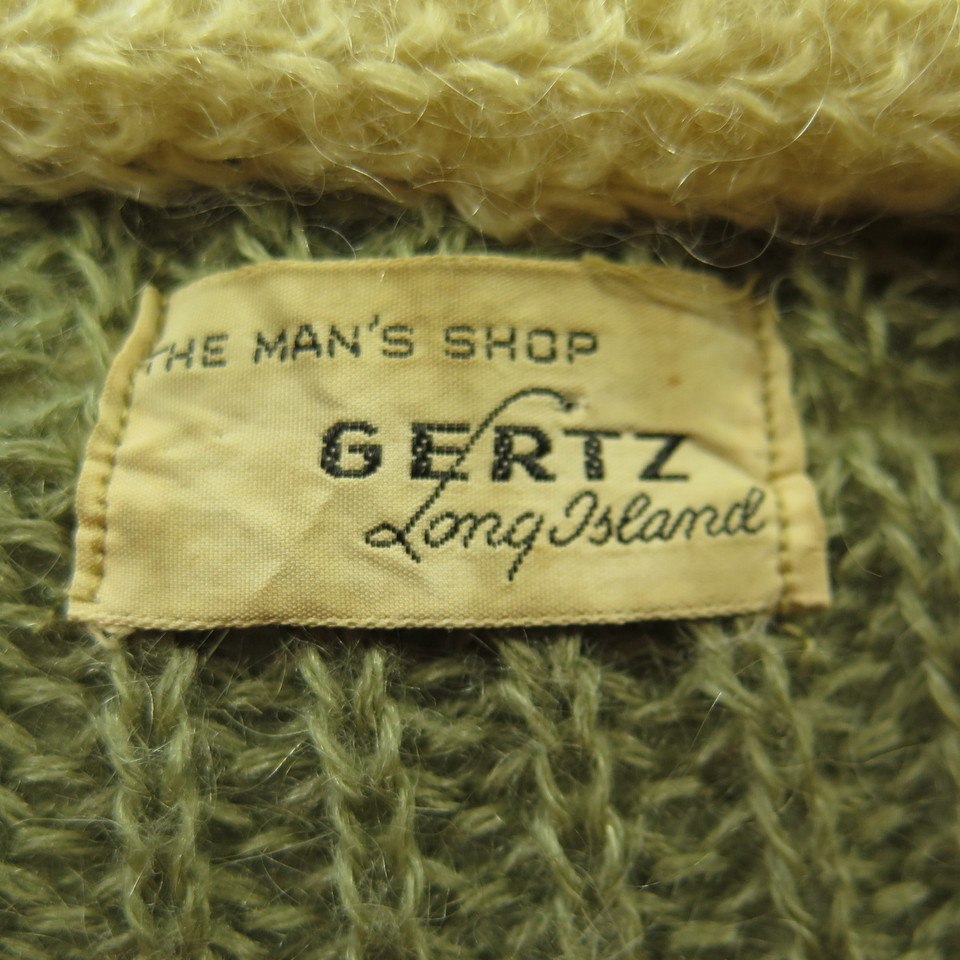 THE MAN'S SHOP
GERTZ
Long Island